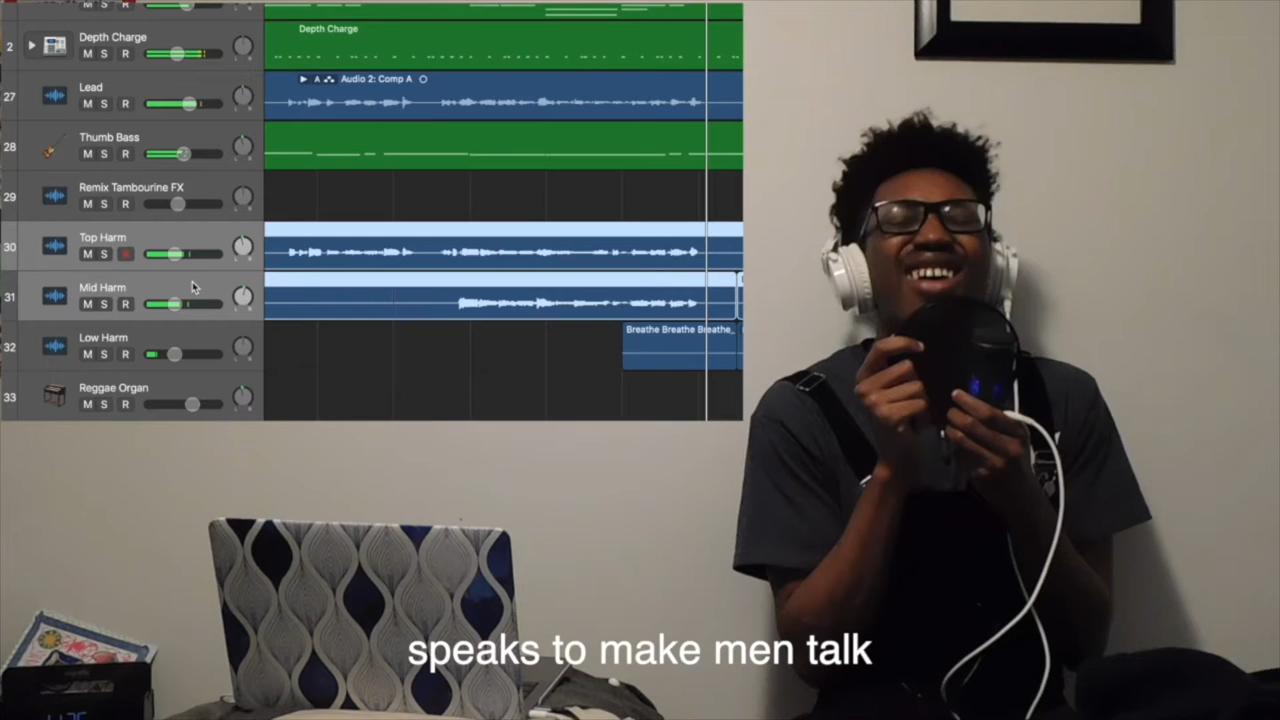 M S R
2
Depth Charge
M S R
Depth Charge
27
Lead
M S R
A Audio 2: Comp A
28
Thumb Bass
M S R
29
Remix Tambourine FX
M S R
30
Top Harm
M S R
31
Mid Harm
M S R
32
Low Harm
M S R
Breathe Breathe Breathe_
33
Reggae Organ
M S R
speaks to make men talk